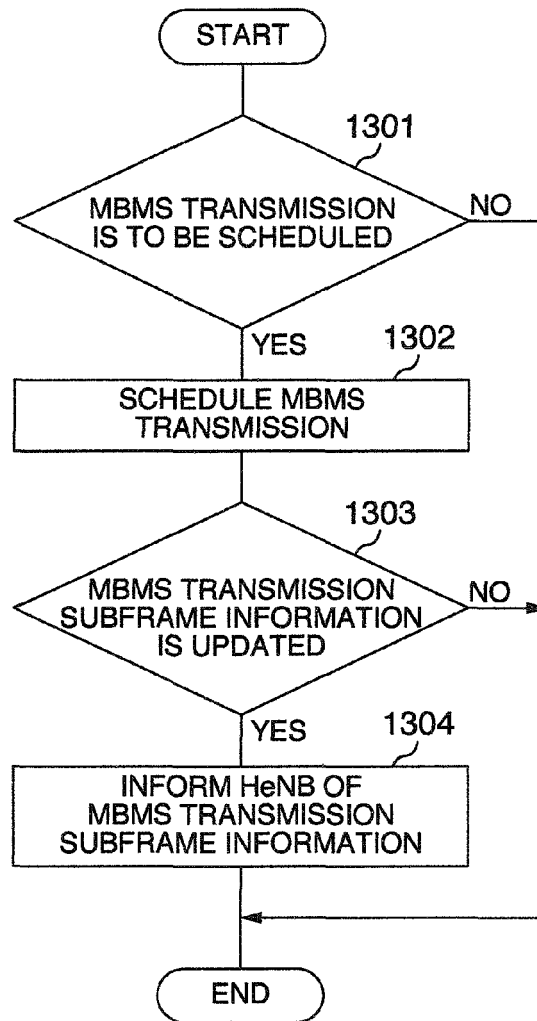 START
1301
MBMS TRANSMISSION
IS TO BE SCHEDULED
NO
YES
1302
SCHEDULE MBMS
TRANSMISSION
1303
MBMS TRANSMISSION
SUBFRAME INFORMATION
IS UPDATED
NO
YES
1304
INFORM HeNB OF
MBMS TRANSMISSION
SUBFRAME INFORMATION
END